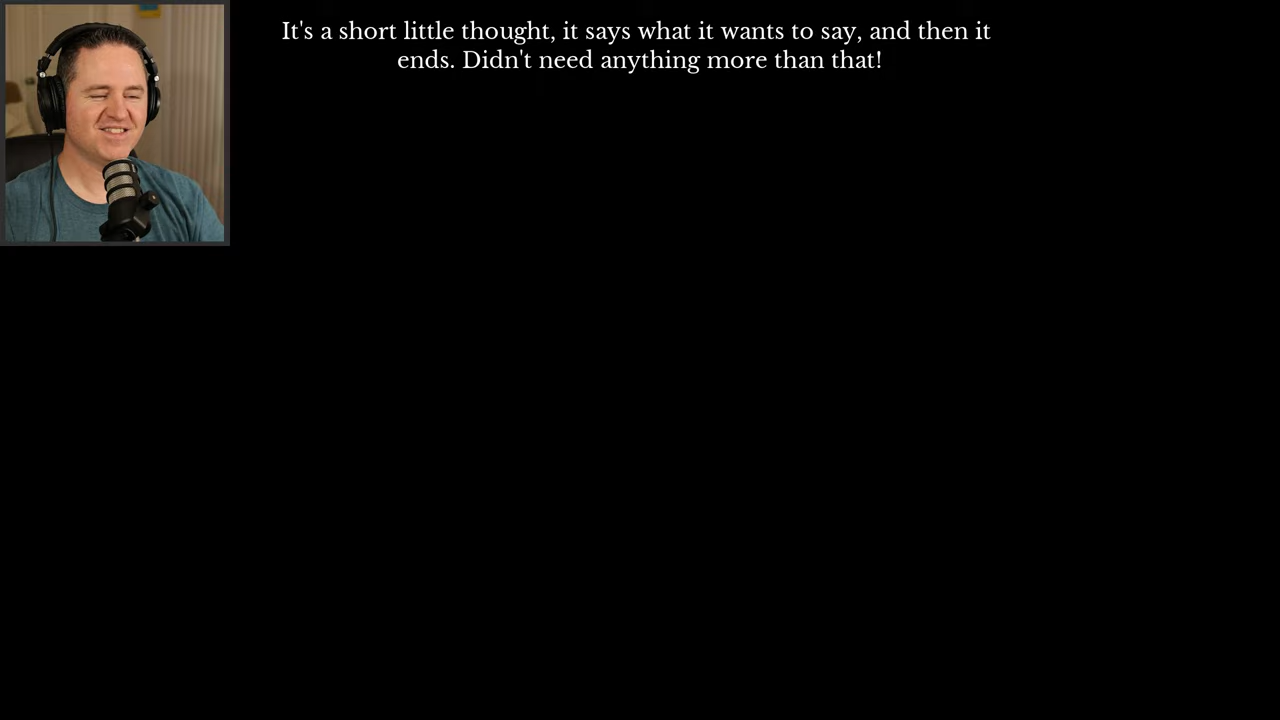 It's a short little thought, it says what it wants to say, and then it
ends. Didn't need anything more than that!